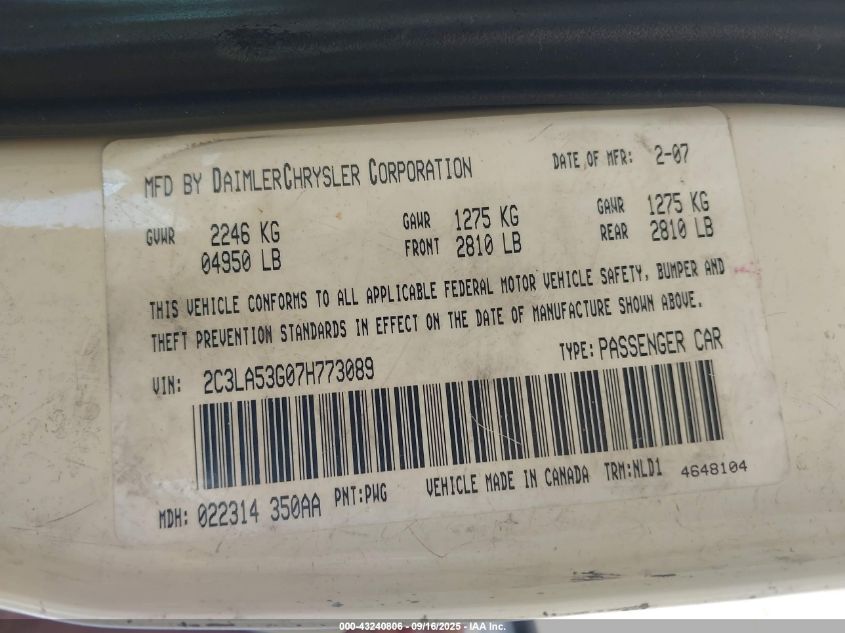 MFD BY DAIMLERCHRYSLER CORPORATION DATE OF MFR: 2-07
GVWR 2246 KG GAWR 1275 KG GAWR 1275 KG
04950 LB FRONT 2810 LB REAR 2810 LB
THIS VEHICLE CONFORMS TO ALL APPLICABLE FEDERAL MOTOR VEHICLE SAFETY, BUMPER AND
THEFT PREVENTION STANDARDS IN EFFECT ON THE DATE OF MANUFACTURE SHOWN ABOVE.
VIN: 2C3LA53G07H773089 TYPE: PASSENGER CAR
MDH: 022314 350AA PNT: PWG VEHICLE MADE IN CANADA TRM: NLD1 4648104
000-43240806 - 09/16/2025 - IAA Inc.